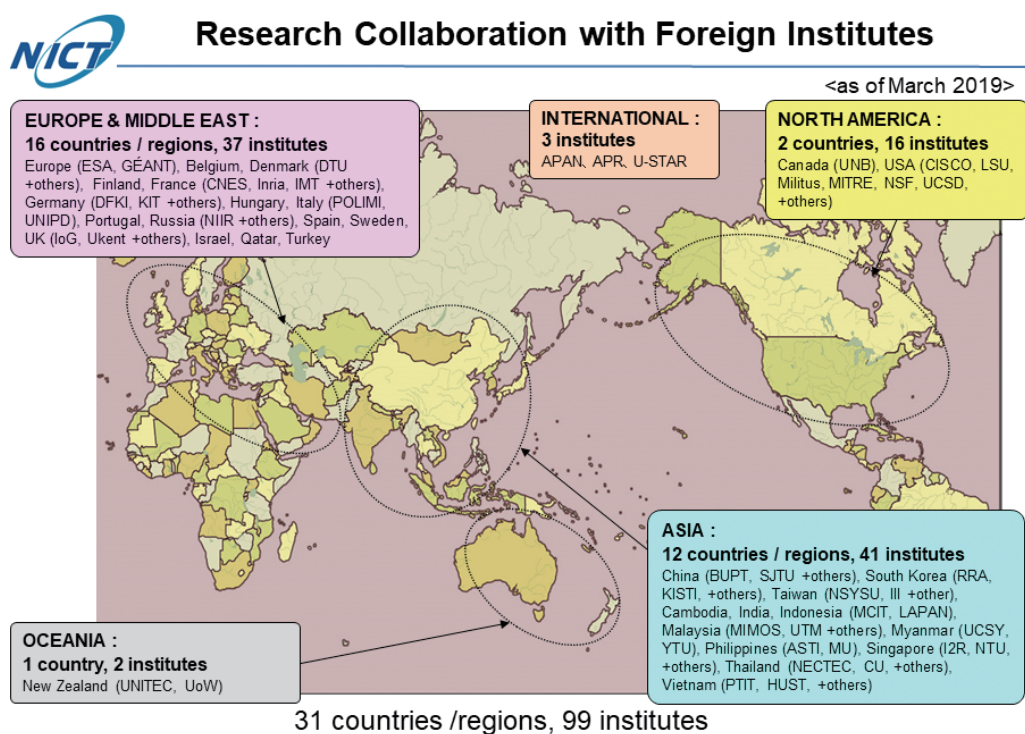 NICT
Research Collaboration with Foreign Institutes
<as of March 2019>
EUROPE & MIDDLE EAST :
16 countries / regions, 37 institutes
Europe (ESA, GÉANT), Belgium, Denmark (DTU
+others), Finland, France (CNES, Inria, IMT +others),
Germany (DFKI, KIT +others), Hungary, Italy (POLIMI,
UNIPD), Portugal, Russia (NIIR +others), Spain, Sweden,
UK (IoG, Ukent +others), Israel, Qatar, Turkey
INTERNATIONAL :
3 institutes
APAN, APR, U-STAR
NORTH AMERICA :
2 countries, 16 institutes
Canada (UNB), USA (CISCO, LSU,
Militus, MITRE, NSF, UCSD,
+others)
ASIA :
12 countries / regions, 41 institutes
China (BUPT, SJTU +others), South Korea (RRA,
KISTI, +others), Taiwan (NSYSU, III +other),
Cambodia, India, Indonesia (MCIT, LAPAN),
Malaysia (MIMOS, UTM +others), Myanmar (UCSY,
YTU), Philippines (ASTI, MU), Singapore (I2R, NTU,
+others), Thailand (NECTEC, CU, +others),
Vietnam (PTIT, HUST, +others)
OCEANIA :
1 country, 2 institutes
New Zealand (UNITEC, UoW)
31 countries /regions, 99 institutes